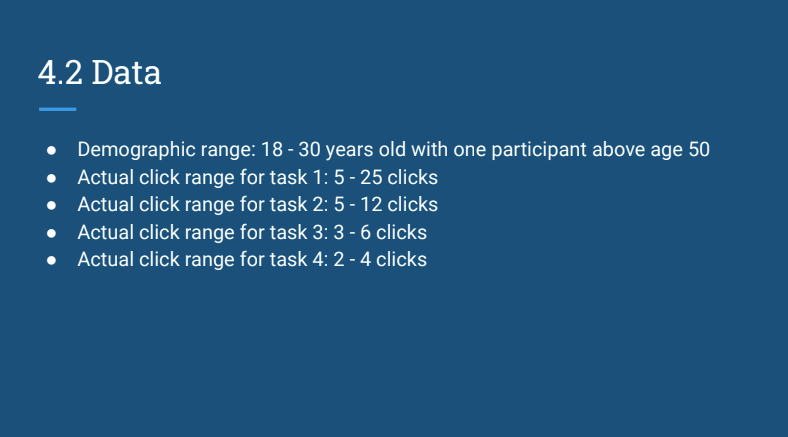 4.2 Data
● Demographic range: 18 - 30 years old with one participant above age 50
● Actual click range for task 1: 5 - 25 clicks
● Actual click range for task 2: 5 - 12 clicks
● Actual click range for task 3: 3 - 6 clicks
● Actual click range for task 4: 2 - 4 clicks